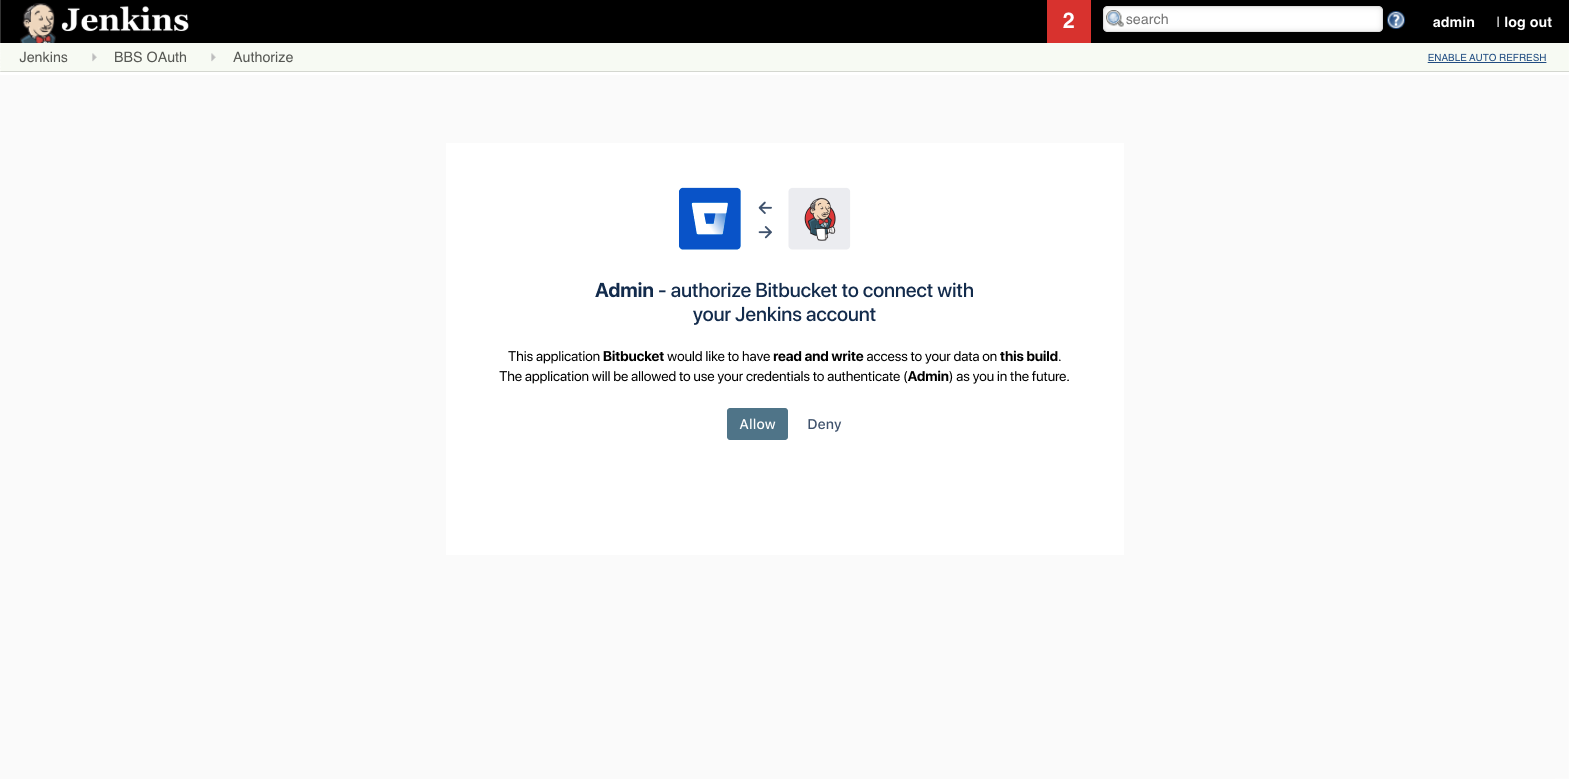 Jenkins
2
search
admin
| log out
Jenkins
BBS OAuth
Authorize
ENABLE AUTO REFRESH
Admin - authorize Bitbucket to connect with
your Jenkins account
This application Bitbucket would like to have read and write access to your data on this build.
The application will be allowed to use your credentials to authenticate (Admin) as you in the future.
Allow
Deny